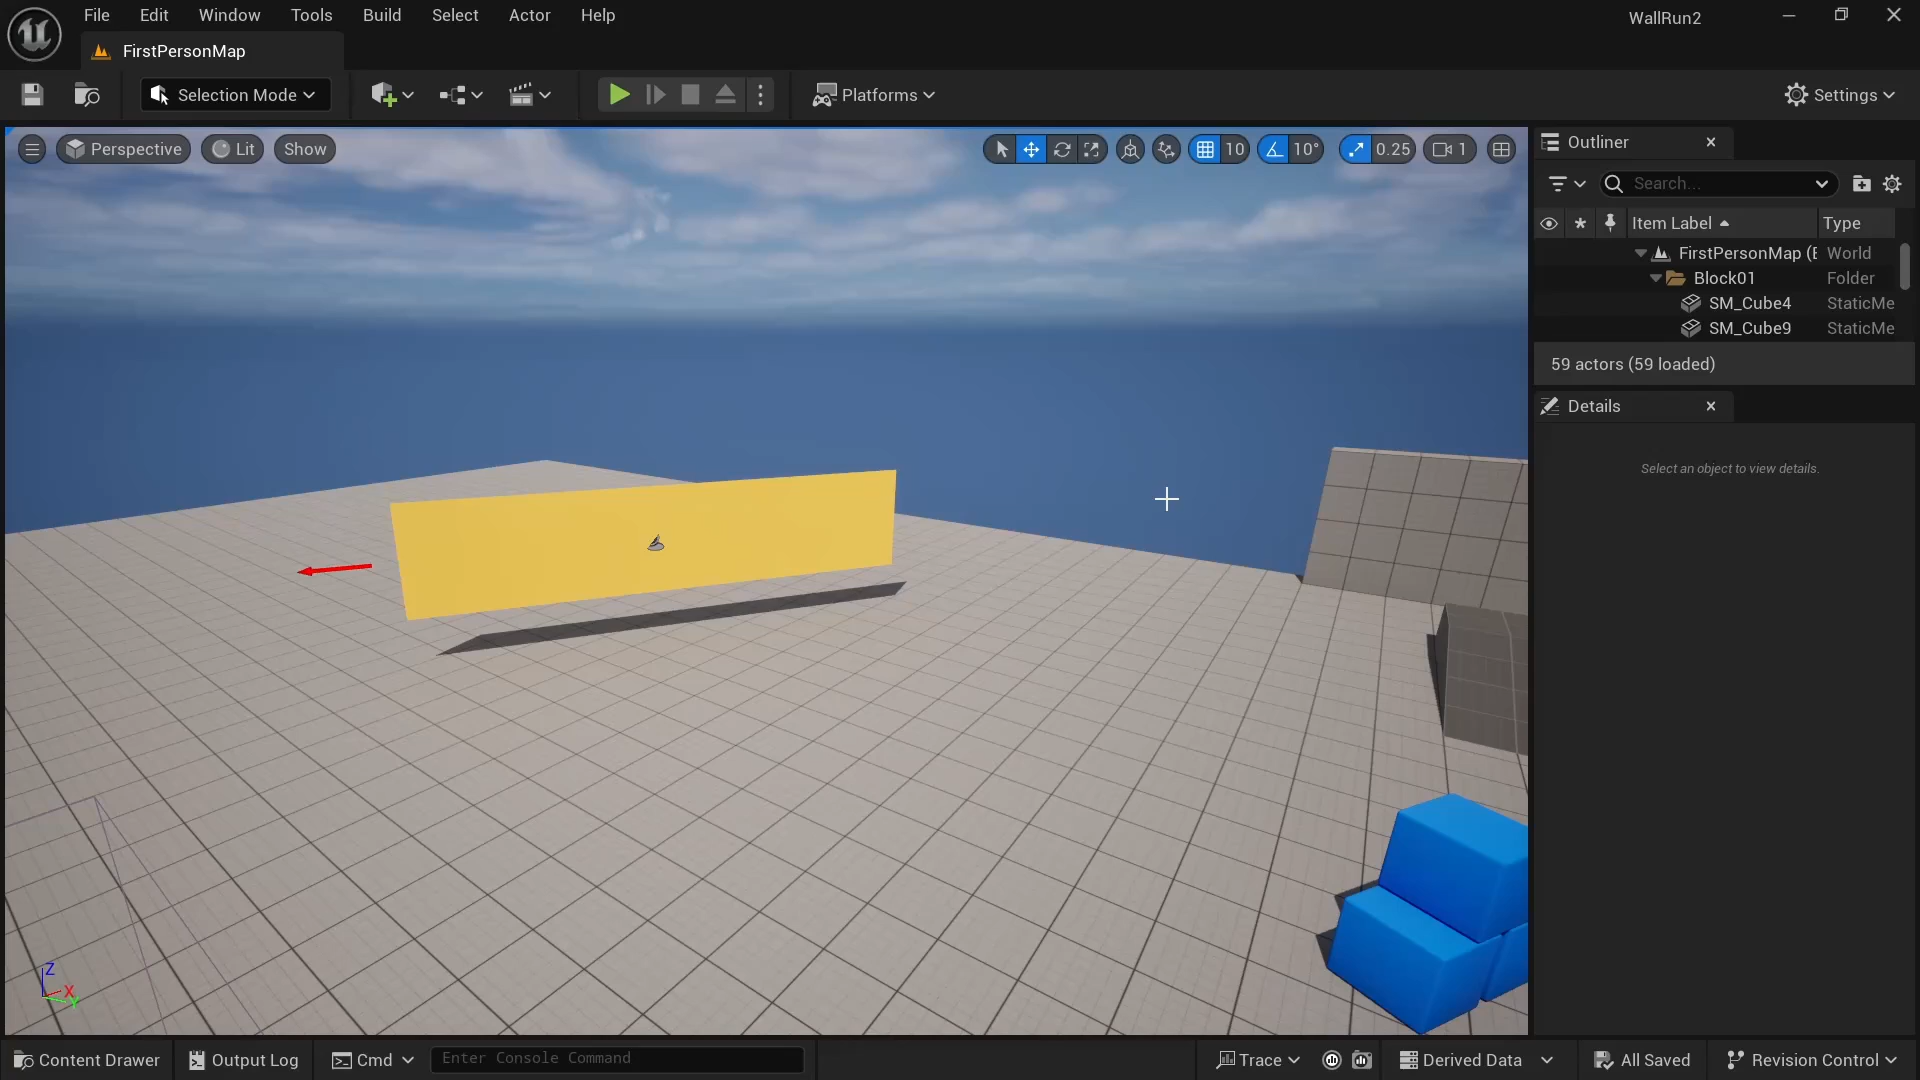 File Edit Window Tools Build Select Actor Help
WallRun2
FirstPersonMap
Selection Mode
Platforms
Settings
Perspective Lit Show
10 10° 0.25 1
Outliner
Search...
Item Label Type
FirstPersonMap (E World
Block01 Folder
SM_Cube4 StaticMe
SM_Cube9 StaticMe
59 actors (59 loaded)
Details
Select an object to view details.
Z
X
Y
Content Drawer Output Log Cmd Enter Console Command Trace Derived Data All Saved Revision Control